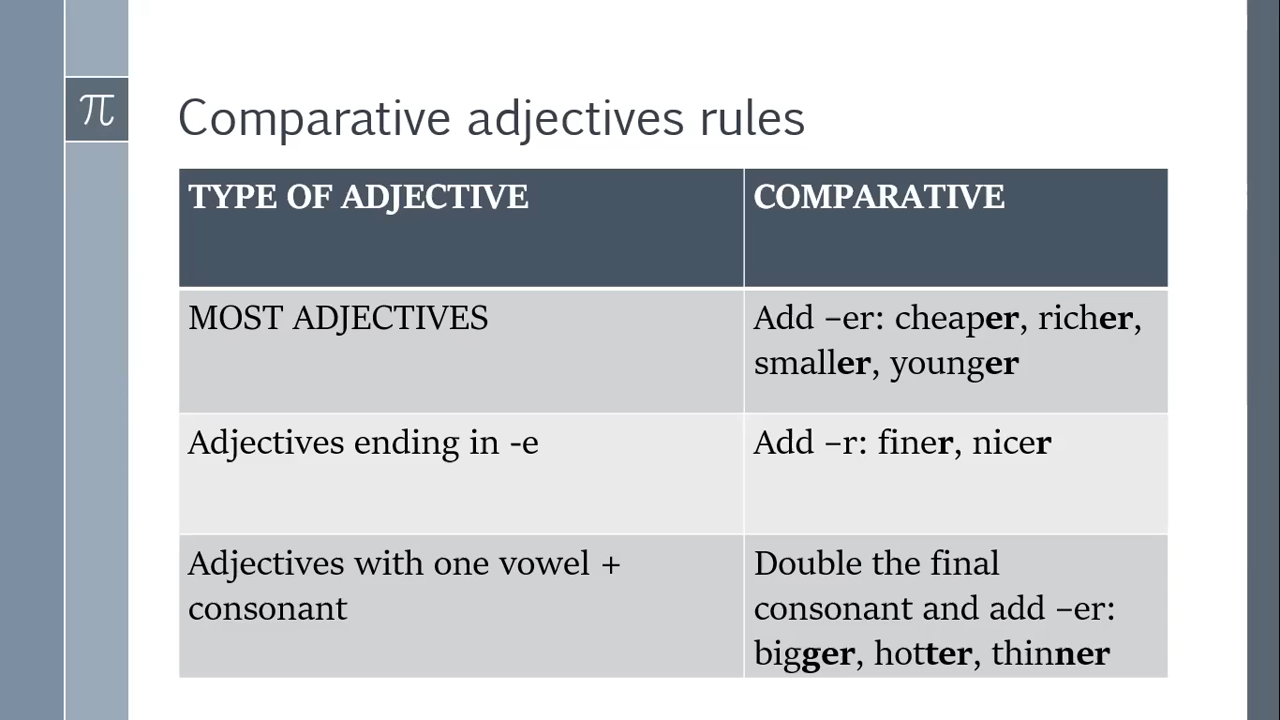 π
Comparative adjectives rules
TYPE OF ADJECTIVE
COMPARATIVE
MOST ADJECTIVES
Add –er: cheaper, richer,
smaller, younger
Adjectives ending in -e
Add –r: finer, nicer
Adjectives with one vowel +
consonant
Double the final
consonant and add –er:
bigger, hotter, thinner